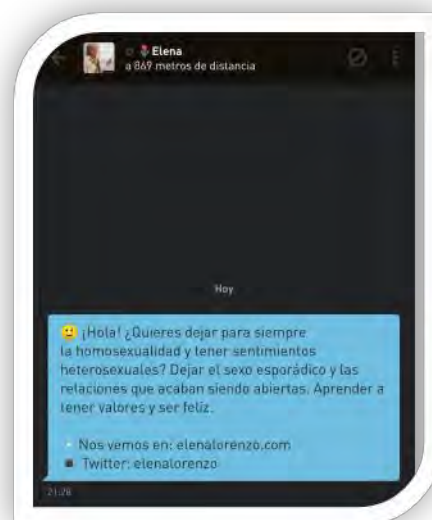 Elena
a 869 metros de distancia
Hoy
¡Hola! ¿Quieres dejar para siempre
la homosexualidad y tener sentimientos
heterosexuales? Dejar el sexo esporádico y las
relaciones que acaban siendo abiertas. Aprender a
tener valores y ser feliz.
Nos vemos en: elenalorenzo.com
Twitter: elenalorenzo
21:28